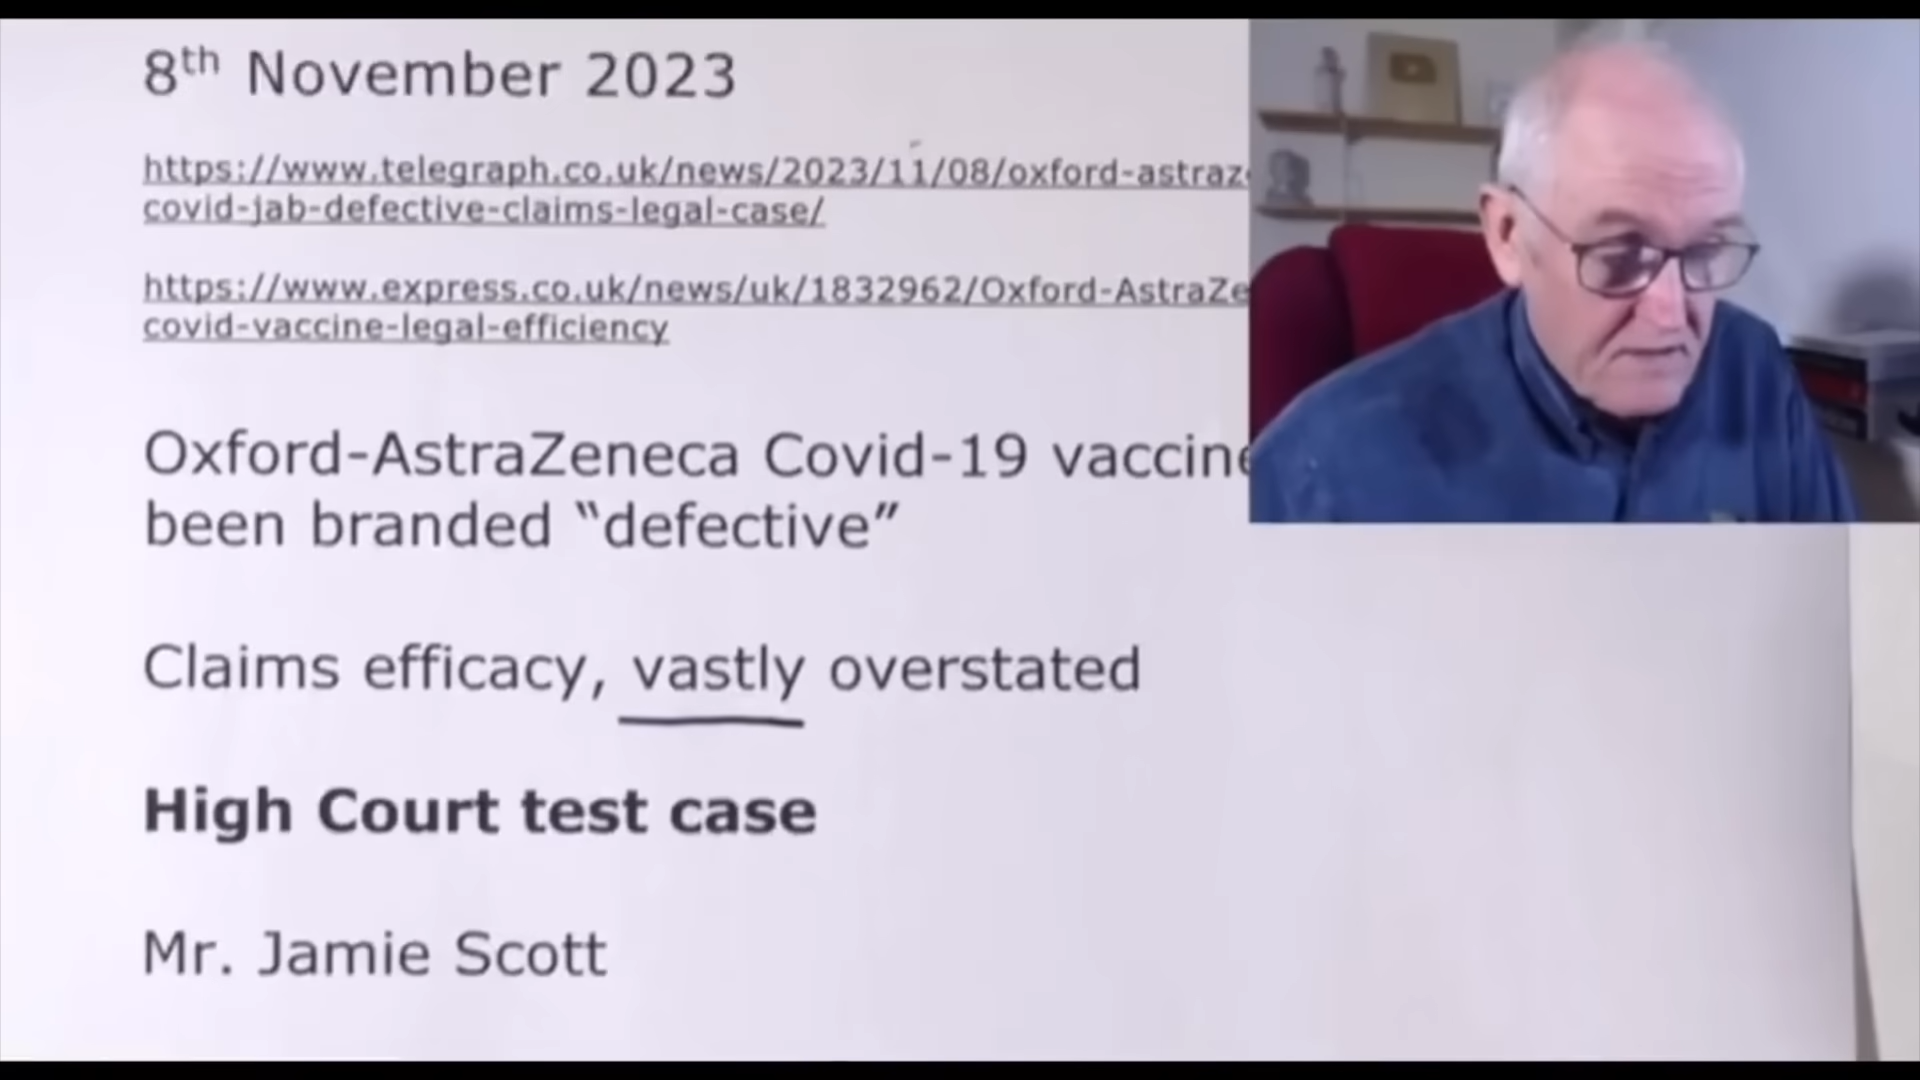 8th November 2023
https://www.telegraph.co.uk/news/2023/11/08/oxford-astraz
covid-jab-defective-claims-legal-case/
https://www.express.co.uk/news/uk/1832962/Oxford-AstraZe
covid-vaccine-legal-efficiency
Oxford-AstraZeneca Covid-19 vaccine
been branded “defective”
Claims efficacy, vastly overstated
High Court test case
Mr. Jamie Scott